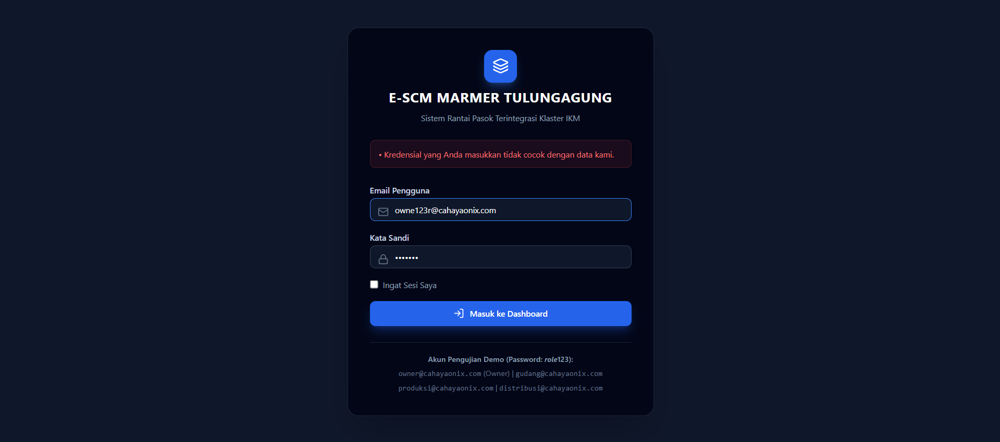 E-SCM MARMER TULUNGAGUNG
Sistem Rantai Pasok Terintegrasi Klaster IKM
• Kredensial yang Anda masukkan tidak cocok dengan data kami.
Email Pengguna
owne123r@cahayaonix.com
Kata Sandi
•••••••
Ingat Sesi Saya
Masuk ke Dashboard
Akun Pengujian Demo (Password: role123):
owner@cahayaonix.com (Owner) | gudang@cahayaonix.com
produksi@cahayaonix.com | distribusi@cahayaonix.com